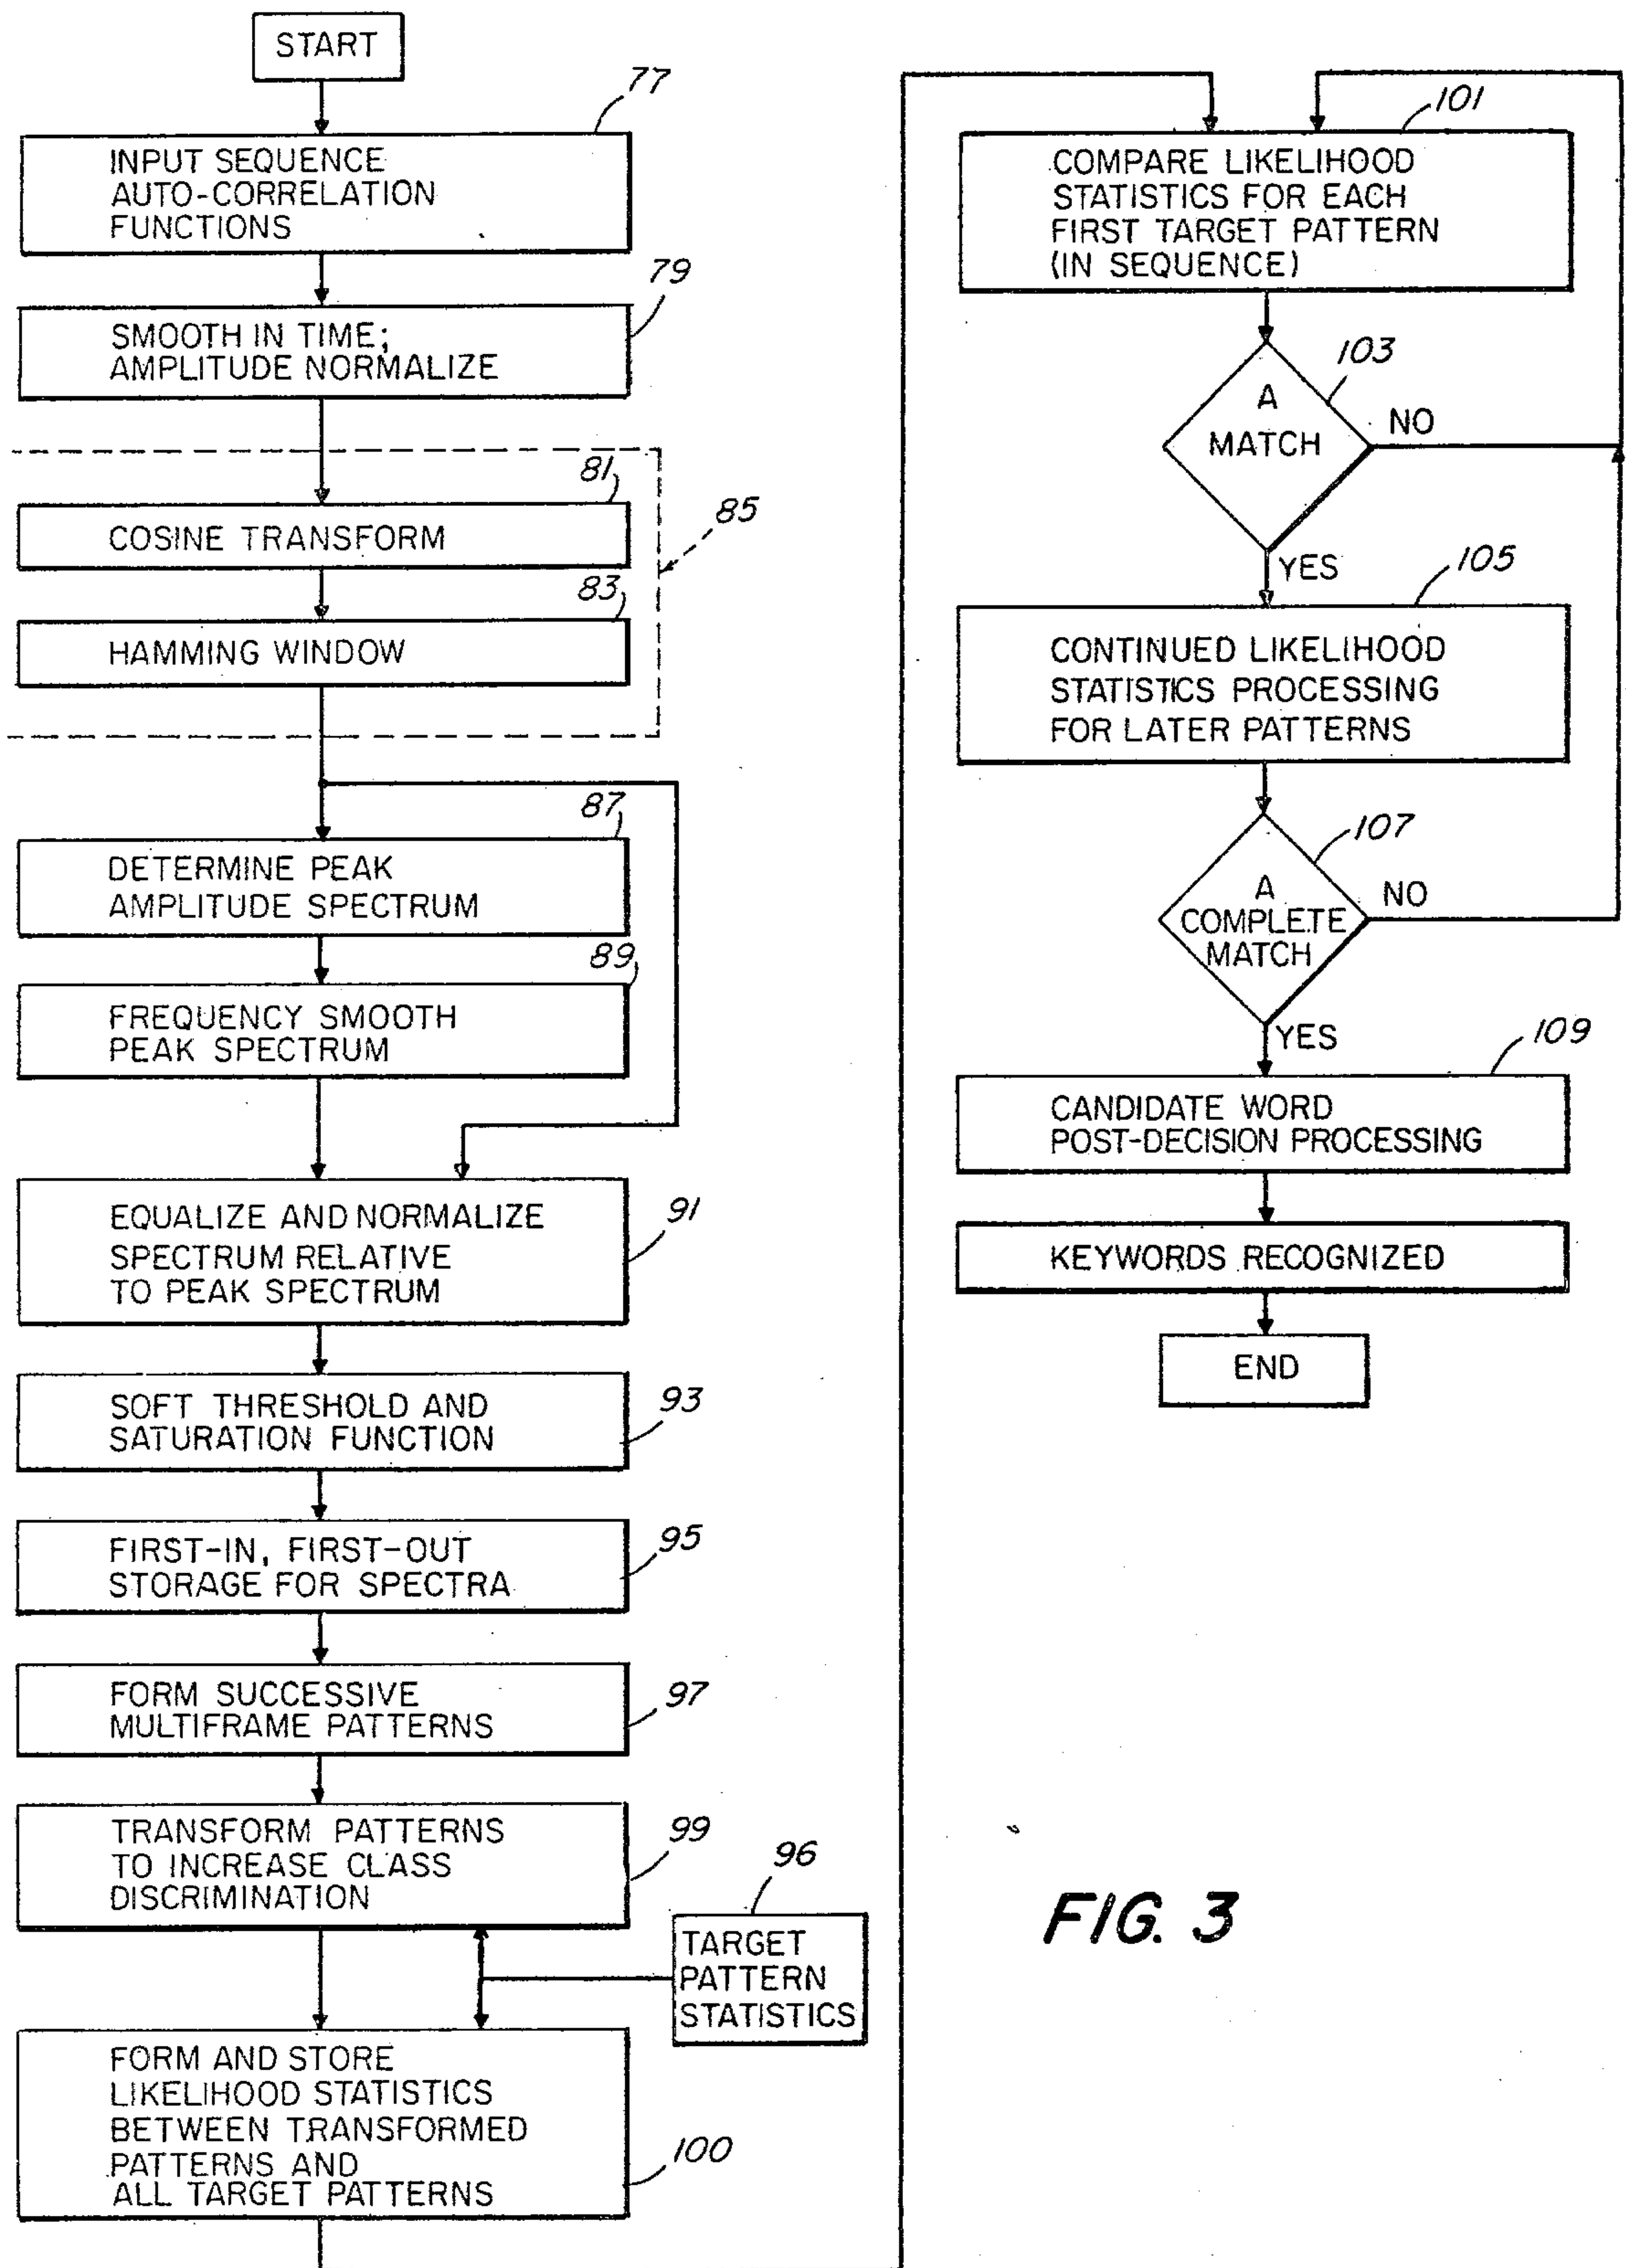 START
77
INPUT SEQUENCE
AUTO-CORRELATION
FUNCTIONS
79
SMOOTH IN TIME;
AMPLITUDE NORMALIZE
81
85
COSINE TRANSFORM
83
HAMMING WINDOW
87
DETERMINE PEAK
AMPLITUDE SPECTRUM
89
FREQUENCY SMOOTH
PEAK SPECTRUM
91
EQUALIZE AND NORMALIZE
SPECTRUM RELATIVE
TO PEAK SPECTRUM
93
SOFT THRESHOLD AND
SATURATION FUNCTION
95
FIRST-IN, FIRST-OUT
STORAGE FOR SPECTRA
97
FORM SUCCESSIVE
MULTIFRAME PATTERNS
99
TRANSFORM PATTERNS
TO INCREASE CLASS
DISCRIMINATION
96
TARGET
PATTERN
STATISTICS
FORM AND STORE
LIKELIHOOD STATISTICS
BETWEEN TRANSFORMED
PATTERNS AND
ALL TARGET PATTERNS
100
101
COMPARE LIKELIHOOD
STATISTICS FOR EACH
FIRST TARGET PATTERN
(IN SEQUENCE)
103
A
MATCH
NO
YES
105
CONTINUED LIKELIHOOD
STATISTICS PROCESSING
FOR LATER PATTERNS
107
A
COMPLETE
MATCH
NO
YES
109
CANDIDATE WORD
POST-DECISION PROCESSING
KEYWORDS RECOGNIZED
END
FIG. 3